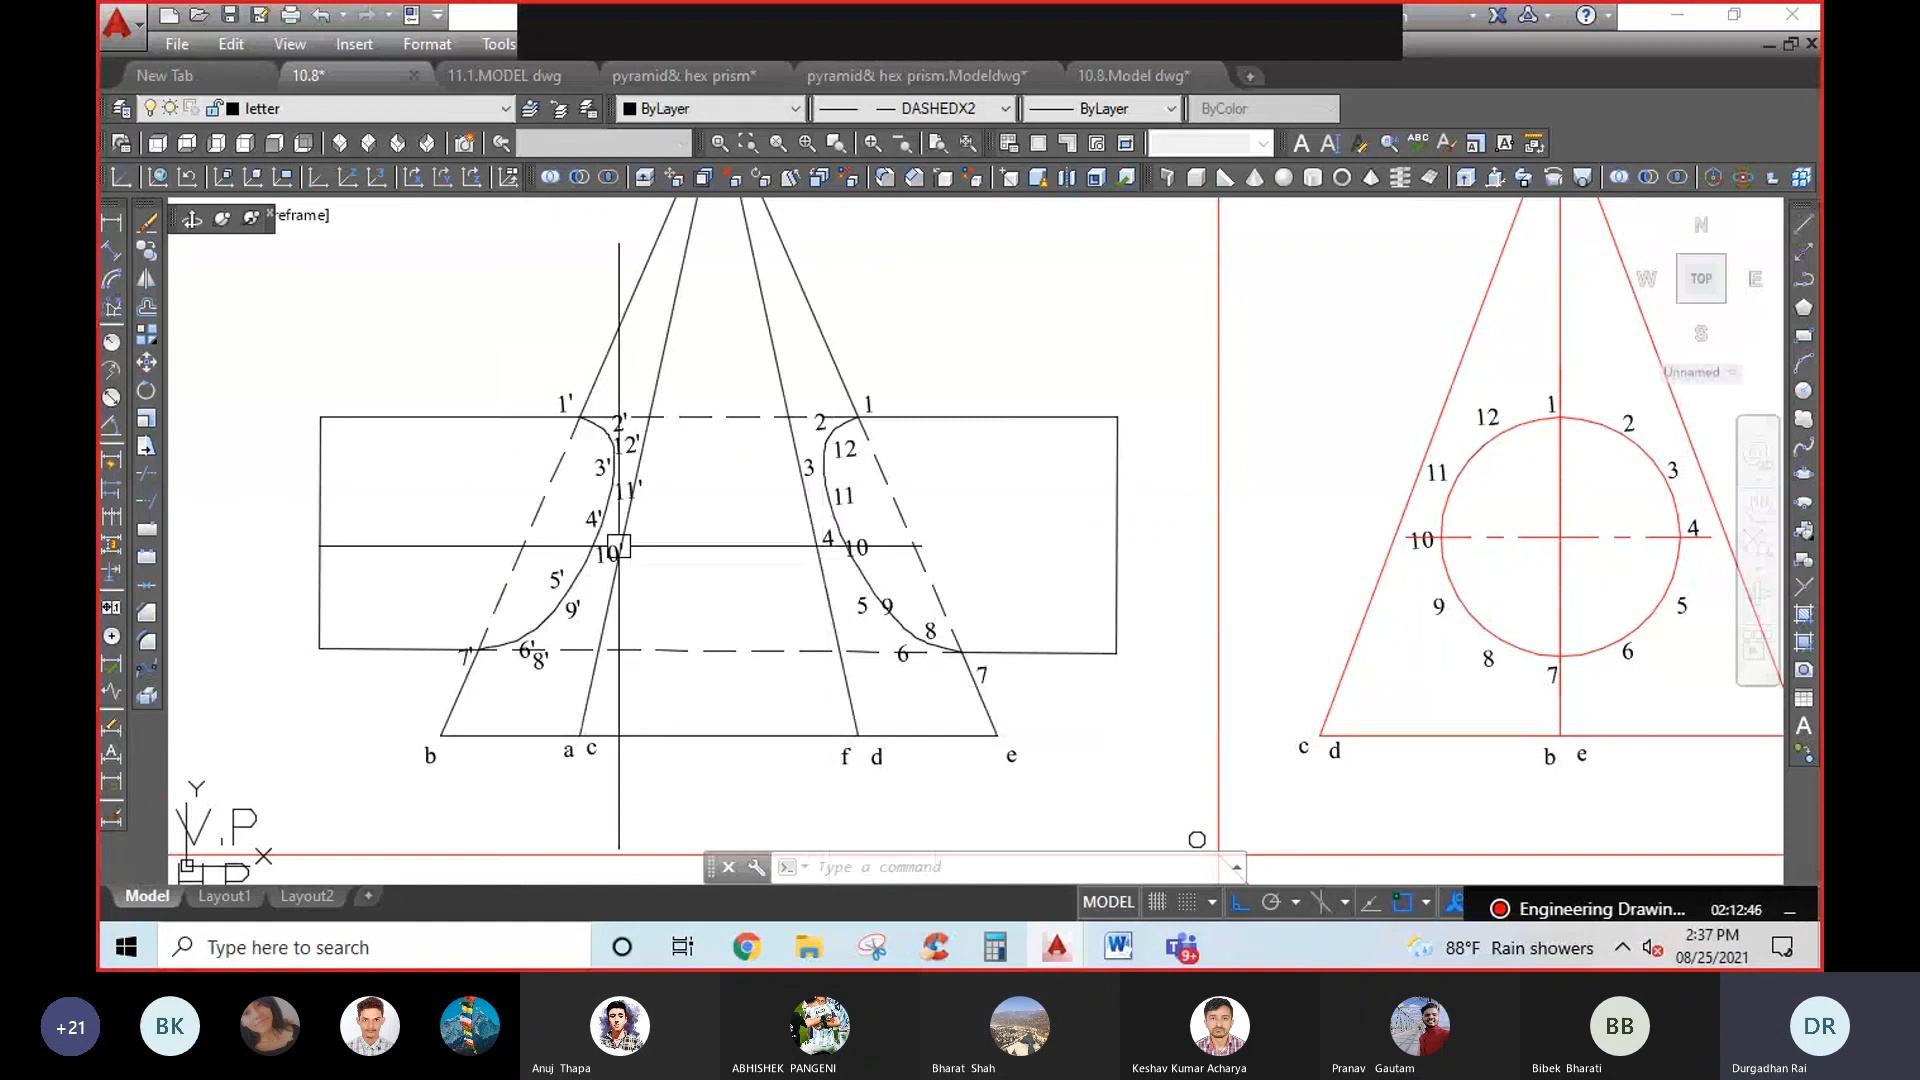 File Edit View Insert Format Tools
New Tab 10.8* 11.1.MODEL dwg pyramid& hex prism* pyramid& hex prism.Modeldwg* 10.8.Model dwg*
letter ByLayer DASHEDX2 ByLayer ByColor
eframe]
N
W TOP E
S
Unnamed
1' 2' 12' 3' 11' 4' 10' 5' 9' 6' 8' 7'
1 2 12 3 11 4 10 5 9 8 6 7
b a c f d e
1 2 3 4 5 6 7 8 9 10 11 12
c d b e
Y
V.P
X
H.P
Type a command
Model Layout1 Layout2
MODEL
Engineering Drawin... 02:12:46
Type here to search
9+
88°F Rain showers
2:37 PM
08/25/2021
+21 BK BB DR
Anuj Thapa ABHISHEK PANGENI Bharat Shah Keshav Kumar Acharya Pranav Gautam Bibek Bharati Durgadhan Rai